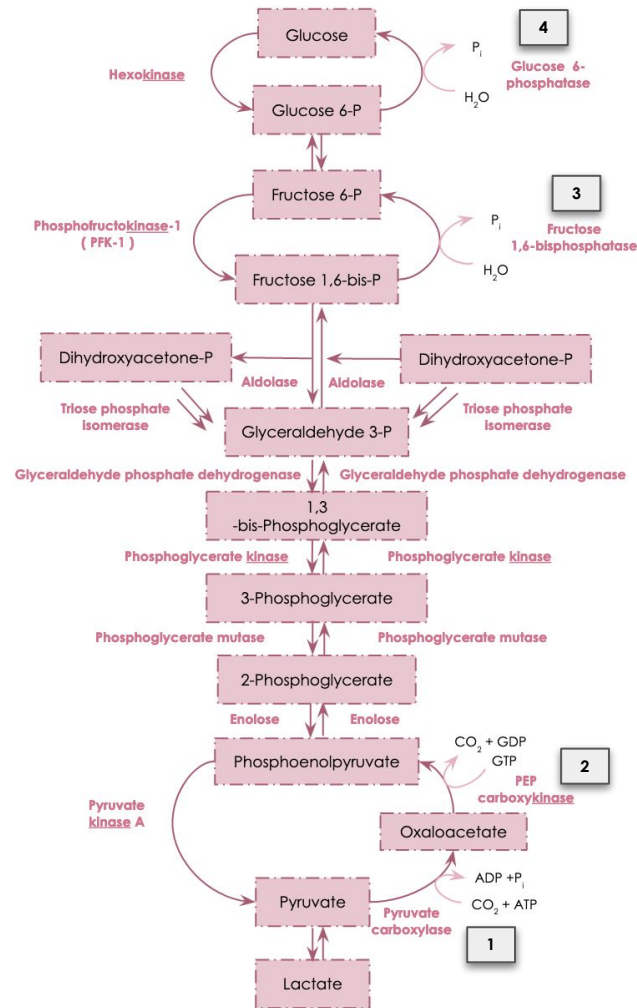 Glucose
4
P i
Glucose 6-
phosphatase
Hexokinase
H2O
Glucose 6-P
Fructose 6-P
3
Phosphofructokinase-1
( PFK-1 )
P i
Fructose
1,6-bisphosphatase
H2O
Fructose 1,6-bis-P
Dihydroxyacetone-P
Dihydroxyacetone-P
Aldolase
Aldolase
Triose phosphate
isomerase
Triose phosphate
isomerase
Glyceraldehyde 3-P
Glyceraldehyde phosphate dehydrogenase
Glyceraldehyde phosphate dehydrogenase
1,3
-bis-Phosphoglycerate
Phosphoglycerate kinase
Phosphoglycerate kinase
3-Phosphoglycerate
Phosphoglycerate mutase
Phosphoglycerate mutase
2-Phosphoglycerate
Enolose
Enolose
CO2 + GDP
GTP
2
Phosphoenolpyruvate
PEP
carboxykinase
Pyruvate
kinase A
Oxaloacetate
ADP +Pi
CO2 + ATP
Pyruvate
Pyruvate
carboxylase
1
Lactate